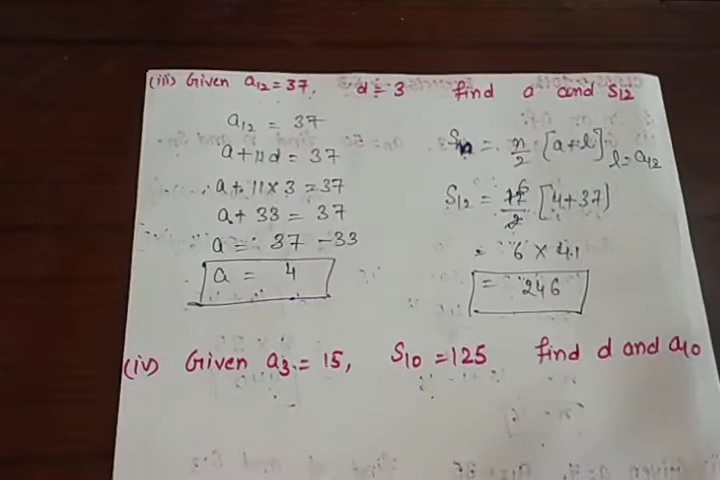 (iii) Given a12 = 37, d = 3 find a and S12
a12 = 37
a + 11d = 37
a + 11 × 3 = 37
a + 33 = 37
a = 37 - 33
a = 4
Sn = n/2 [a+l] l = a12
S12 = 12/2 [4+37]
= 6 × 41
= 246
(iv) Given a3 = 15, S10 = 125 find d and a10